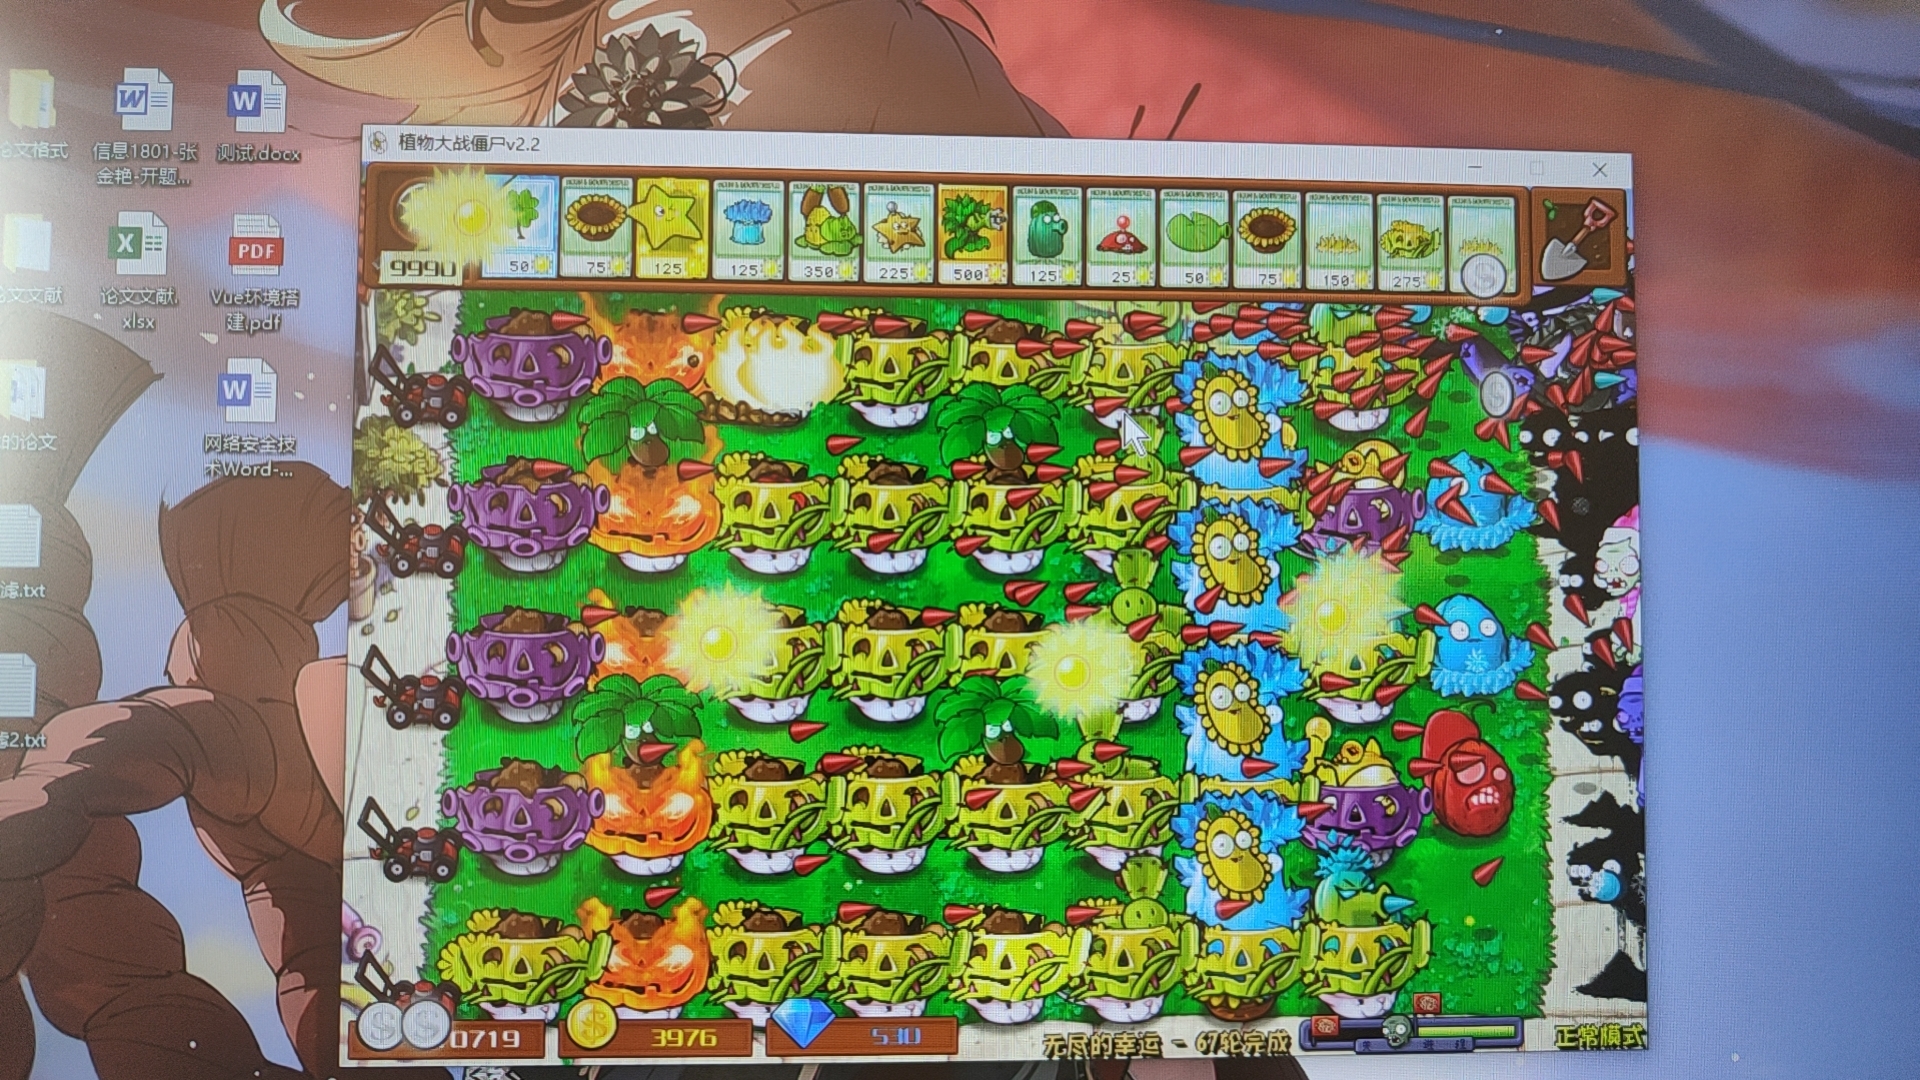 植物大战僵尸v2.2
论文格式
信息1801-张
金艳-开题...
测试.docx
论文文献
论文文献.
xlsx
Vue环境搭
建.pdf
的论文
网络安全技
术Word-...
滤.txt
滤2.txt
W
W
X
PDF
W
9990
50
75
125
125
350
225
500
125
25
50
75
150
275
0719
3976
530
无尽的幸运 - 67轮完成
正常模式